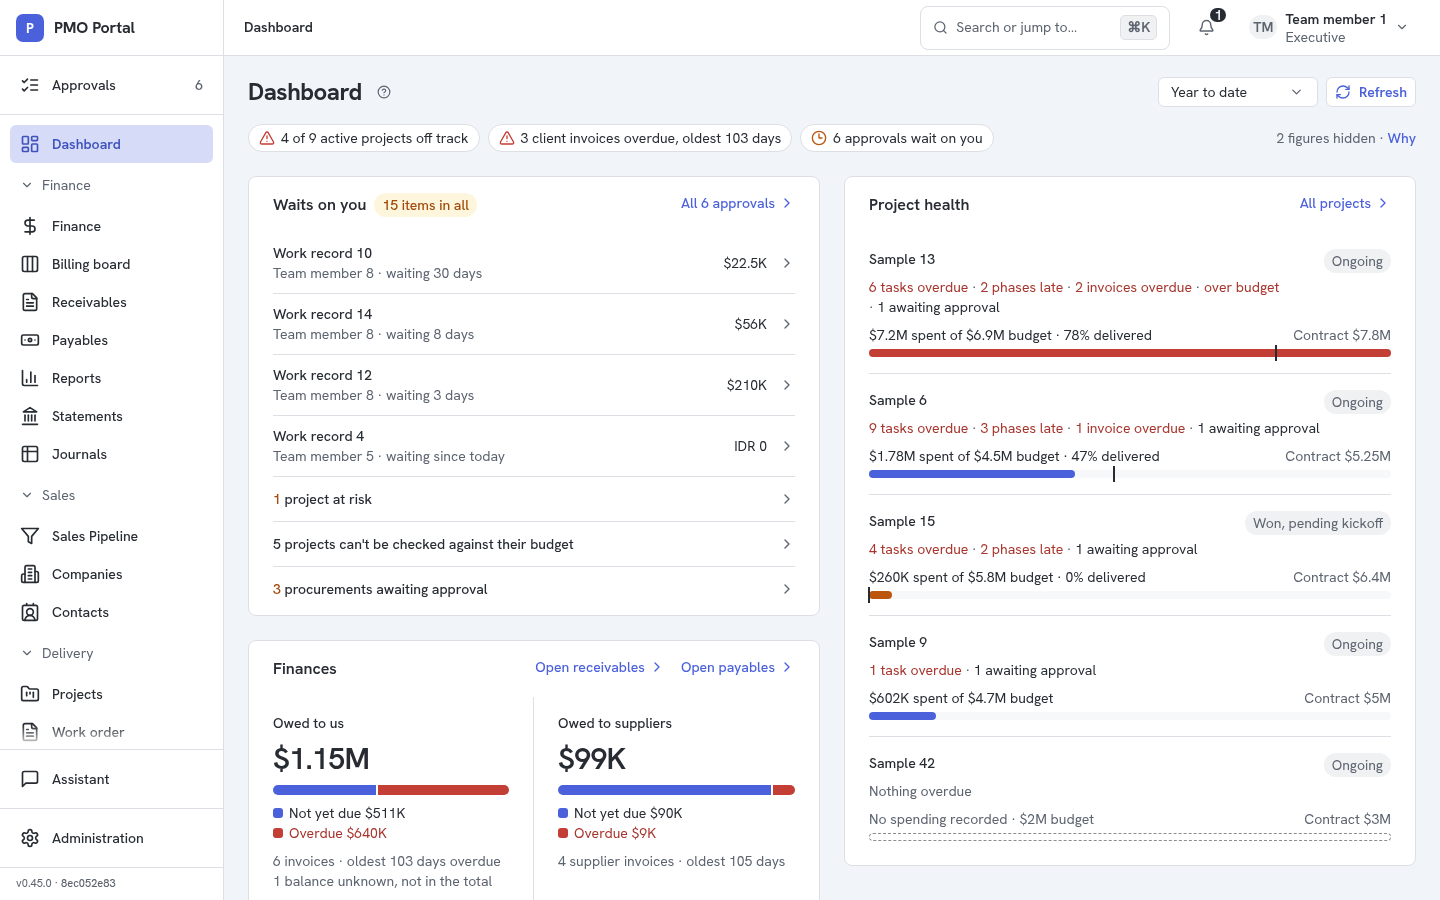 P
PMO Portal
Dashboard
Search or jump to...
⌘K
1
TM
Team member 1
Executive
Approvals
6
Dashboard
Finance
Finance
Billing board
Receivables
Payables
Reports
Statements
Journals
Sales
Sales Pipeline
Companies
Contacts
Delivery
Projects
Work order
Assistant
Administration
v0.45.0 · 8ec052e83
Dashboard
Year to date
Refresh
4 of 9 active projects off track
3 client invoices overdue, oldest 103 days
6 approvals wait on you
2 figures hidden · Why
Waits on you
15 items in all
All 6 approvals
Work record 10
Team member 8 · waiting 30 days
$22.5K
Work record 14
Team member 8 · waiting 8 days
$56K
Work record 12
Team member 8 · waiting 3 days
$210K
Work record 4
Team member 5 · waiting since today
IDR 0
1 project at risk
5 projects can't be checked against their budget
3 procurements awaiting approval
Finances
Open receivables
Open payables
Owed to us
$1.15M
Not yet due $511K
Overdue $640K
6 invoices · oldest 103 days overdue
1 balance unknown, not in the total
Owed to suppliers
$99K
Not yet due $90K
Overdue $9K
4 supplier invoices · oldest 105 days
Project health
All projects
Sample 13
Ongoing
6 tasks overdue · 2 phases late · 2 invoices overdue · over budget
· 1 awaiting approval
$7.2M spent of $6.9M budget · 78% delivered
Contract $7.8M
Sample 6
Ongoing
9 tasks overdue · 3 phases late · 1 invoice overdue · 1 awaiting approval
$1.78M spent of $4.5M budget · 47% delivered
Contract $5.25M
Sample 15
Won, pending kickoff
4 tasks overdue · 2 phases late · 1 awaiting approval
$260K spent of $5.8M budget · 0% delivered
Contract $6.4M
Sample 9
Ongoing
1 task overdue · 1 awaiting approval
$602K spent of $4.7M budget
Contract $5M
Sample 42
Ongoing
Nothing overdue
No spending recorded · $2M budget
Contract $3M